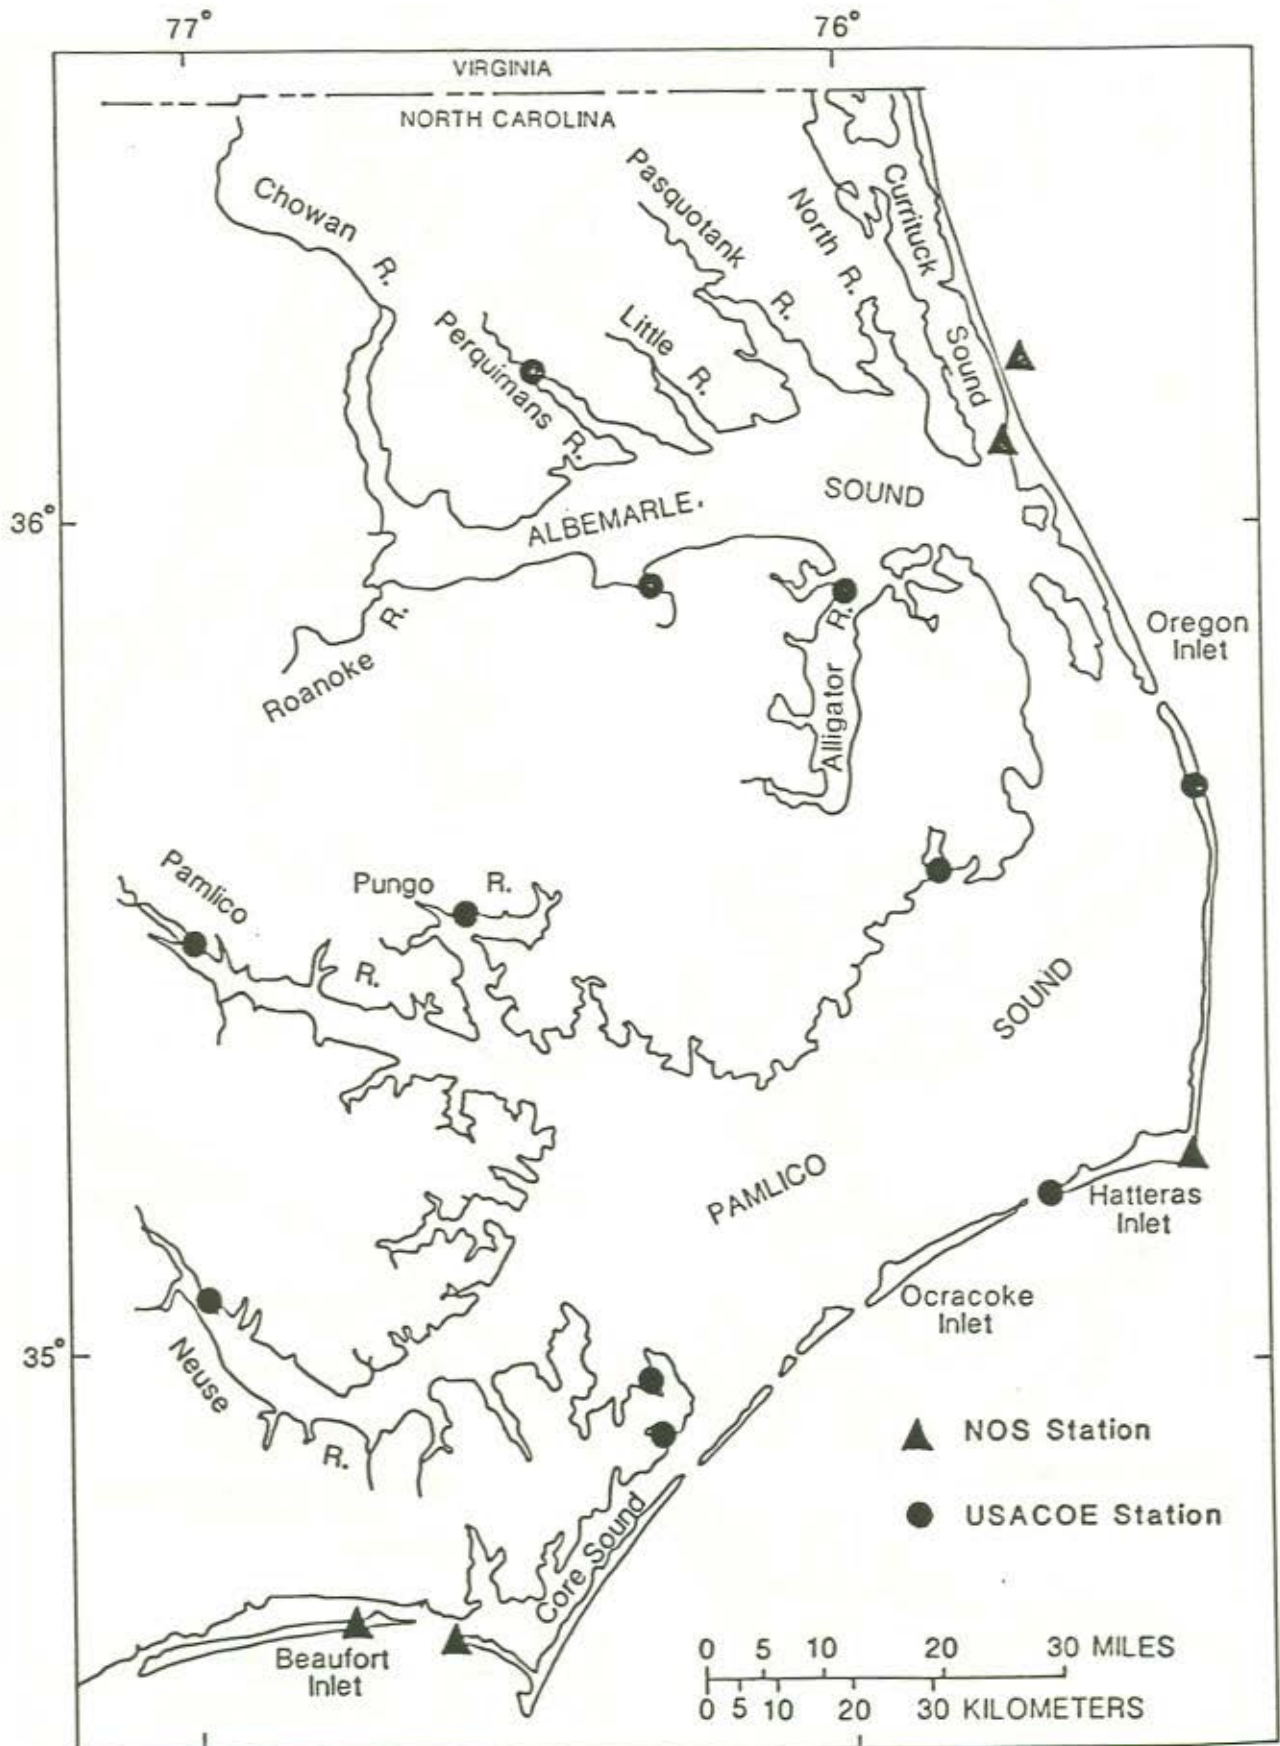 77°
76°
VIRGINIA
NORTH CAROLINA
Chowan
R.
Pasquotank
R.
North R.
Currituck
Sound
Perquimans
R.
Little
R.
36°
ALBEMARLE.
SOUND
Roanoke
R.
Alligator
R.
Oregon
Inlet
Pamlico
R.
Pungo R.
SOUND
PAMLICO
Hatteras
Inlet
Ocracoke
Inlet
35°
Neuse
R.
Core Sound
Beaufort
Inlet
NOS Station
USACOE Station
0 5 10 20 30 MILES
0 5 10 20 30 KILOMETERS